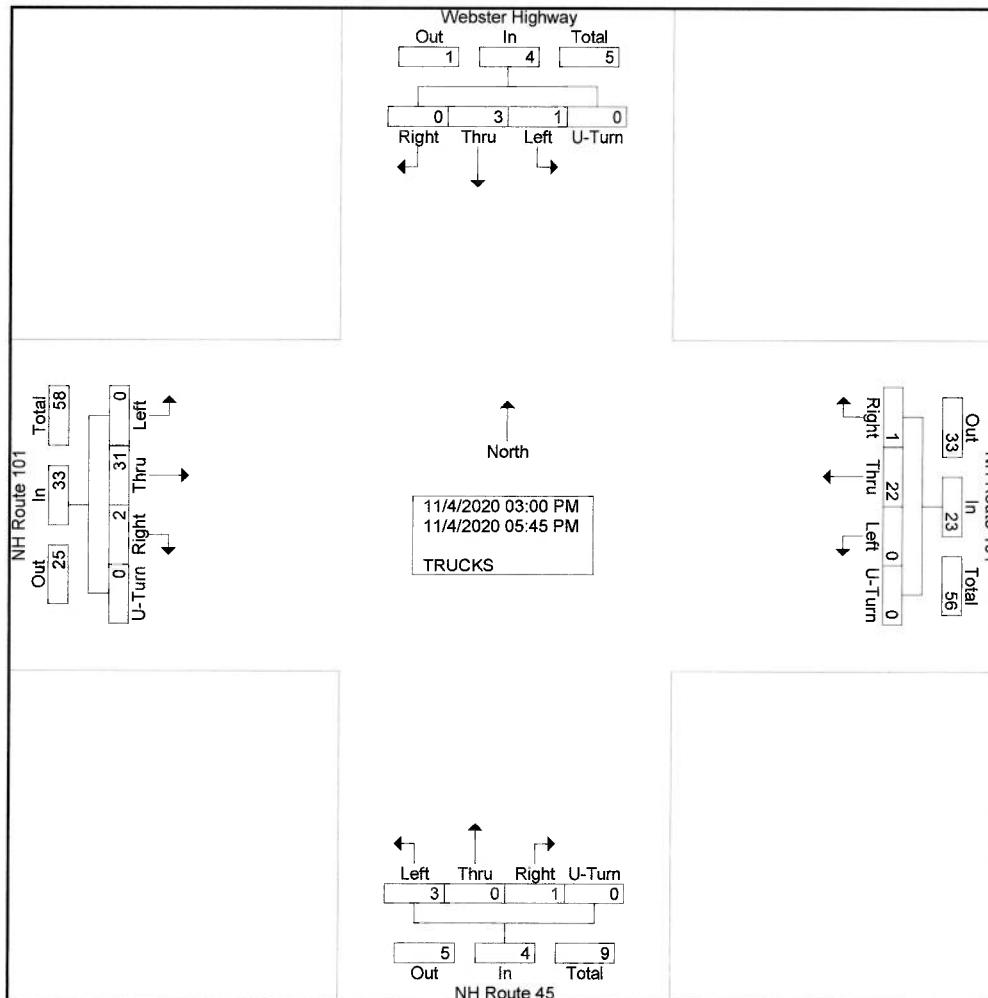 Webster Highway
Out In Total
1 4 5
0 3 1 0
Right Thru Left U-Turn
NH Route 101
Total In Out
58 33 25
0 31 2 0
Left Thru Right U-Turn
North
11/4/2020 03:00 PM
11/4/2020 05:45 PM
TRUCKS
Right Thru Left U-Turn
1 22 0 0
Out In Total
33 23 56
NH Route 101
Left Thru Right U-Turn
3 0 1 0
5 4 9
Out In Total
NH Route 45